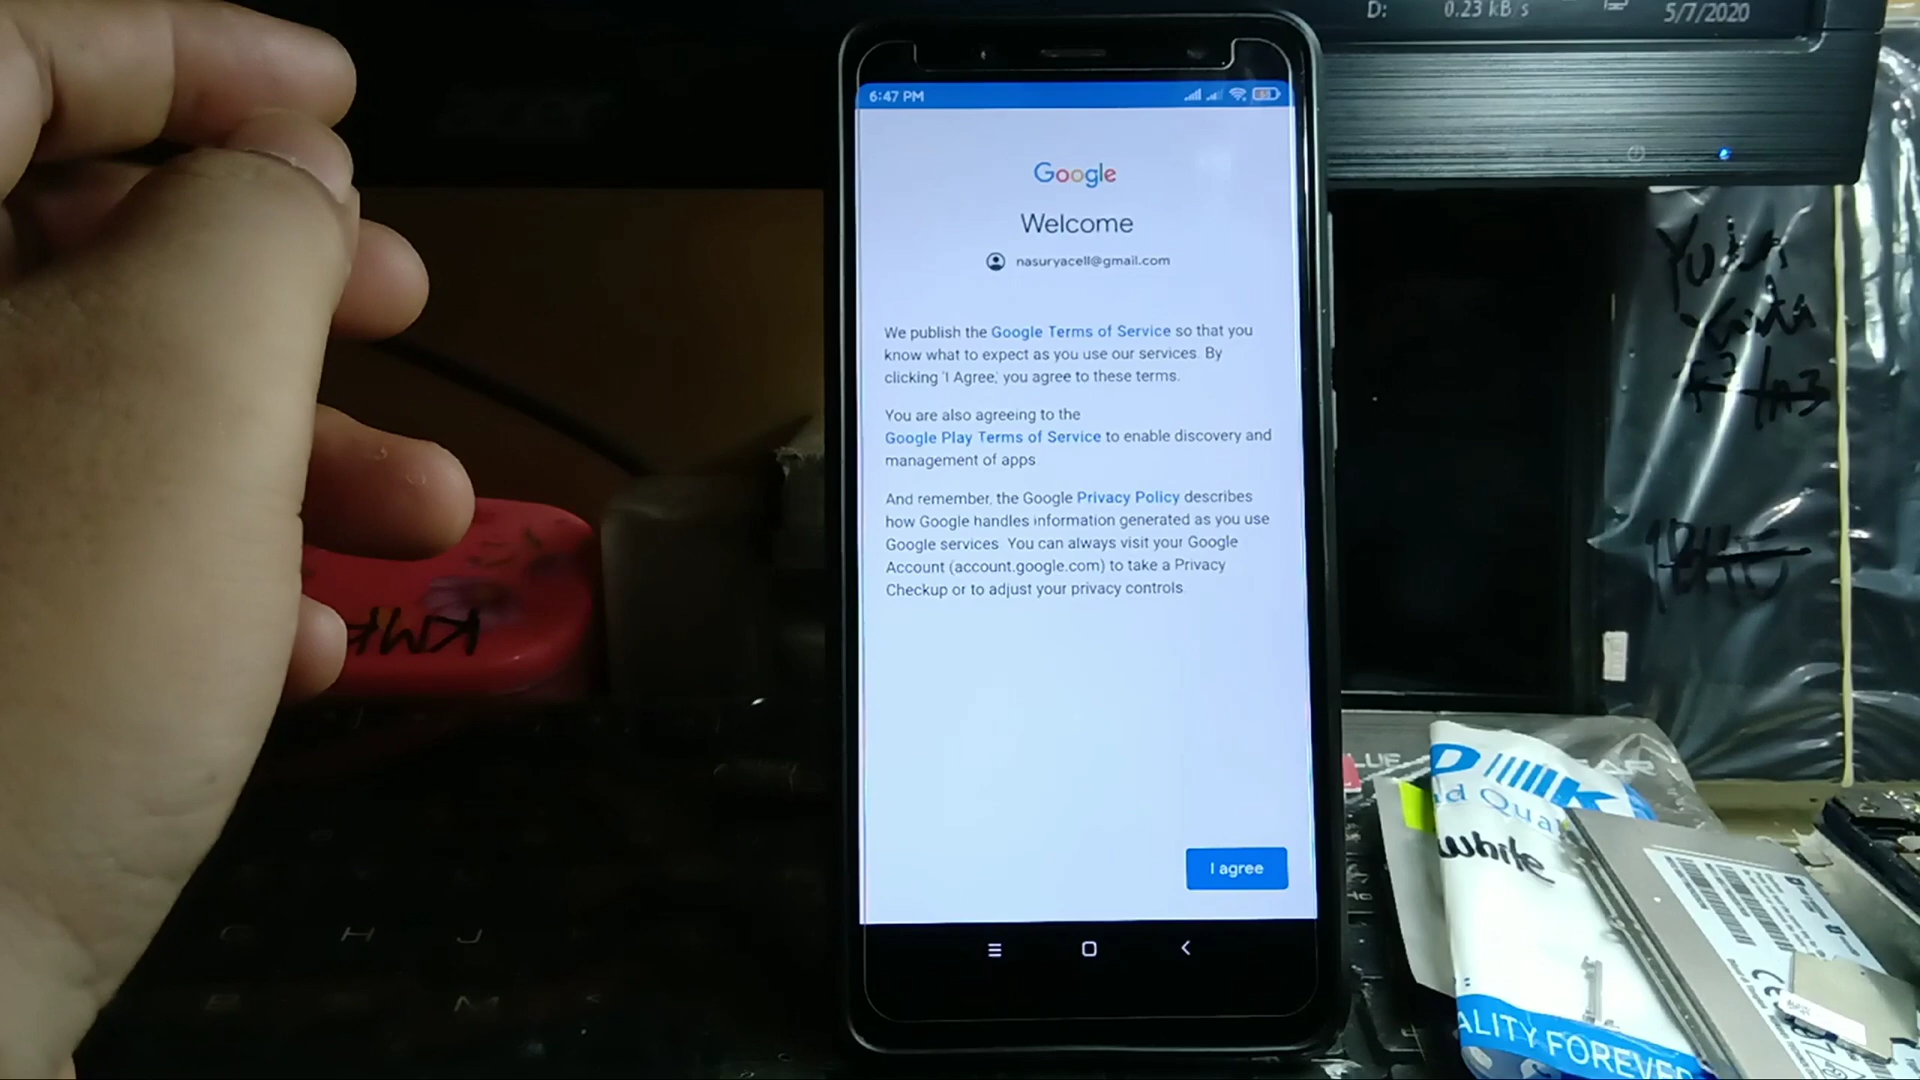 D:
0.23 kB/s
5/7/2020
6:47 PM
Google
Welcome
nasuryacell@gmail.com
We publish the Google Terms of Service so that you
know what to expect as you use our services. By
clicking 'I Agree,' you agree to these terms.
You are also agreeing to the
Google Play Terms of Service to enable discovery and
management of apps.
And remember, the Google Privacy Policy describes
how Google handles information generated as you use
Google services. You can always visit your Google
Account (account.google.com) to take a Privacy
Checkup or to adjust your privacy controls.
I agree
White
ALITY FOREVER
H
J
M